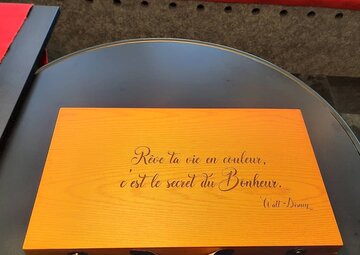 Rêve ta vie en couleur,
c'est le secret du Bonheur.
Walt-Disney